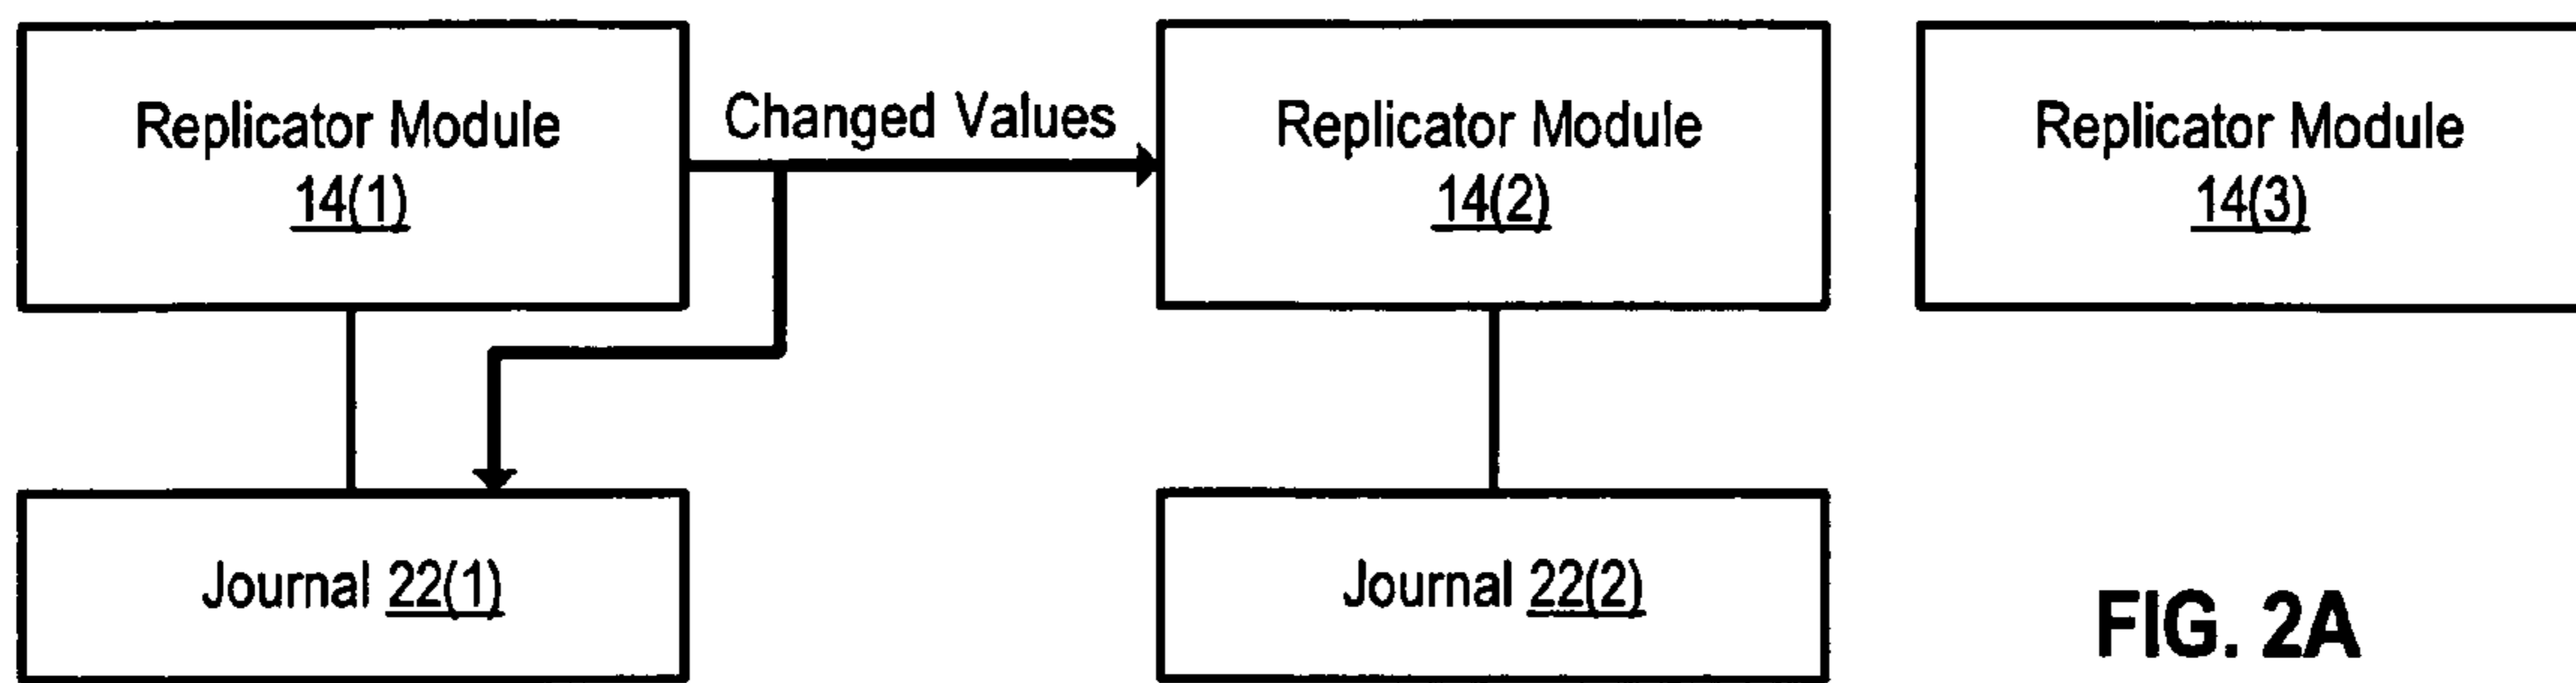 Replicator Module
14(1)
Changed Values
Replicator Module
14(2)
Replicator Module
14(3)
Journal 22(1)
Journal 22(2)
FIG. 2A